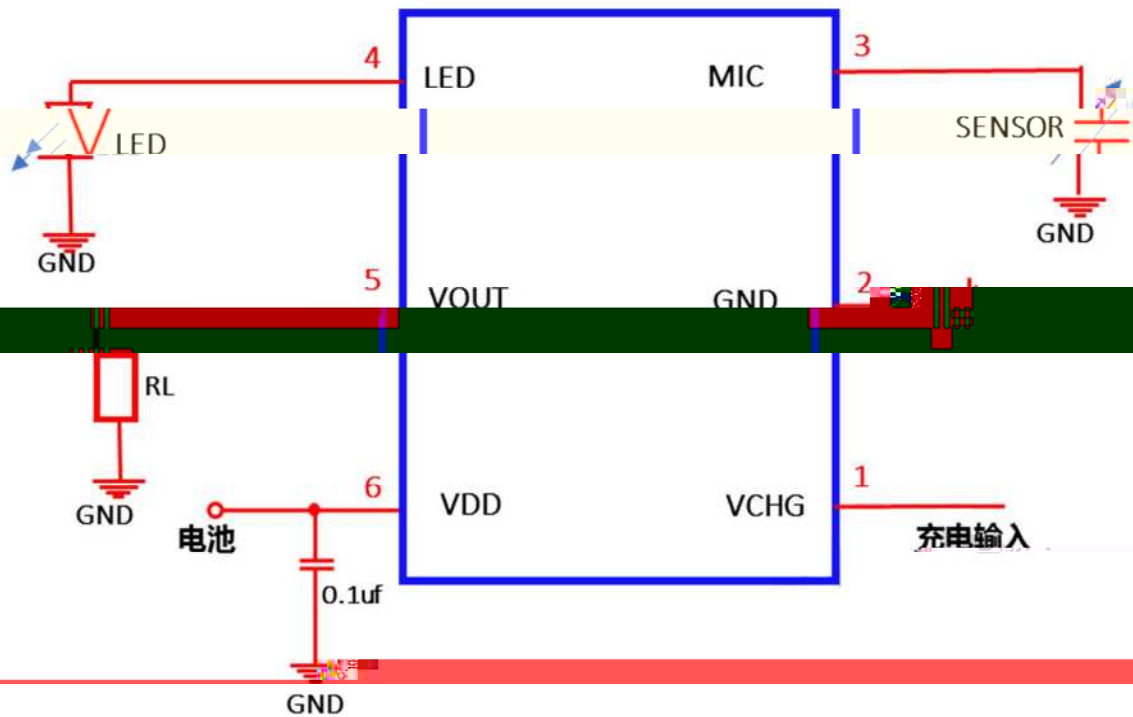 4
LED
MIC
3
LED
SENSOR
GND
GND
5
VOUT
GND
2
RL
GND
6
VDD
VCHG
1
电池
充电输入
0.1uf
GND